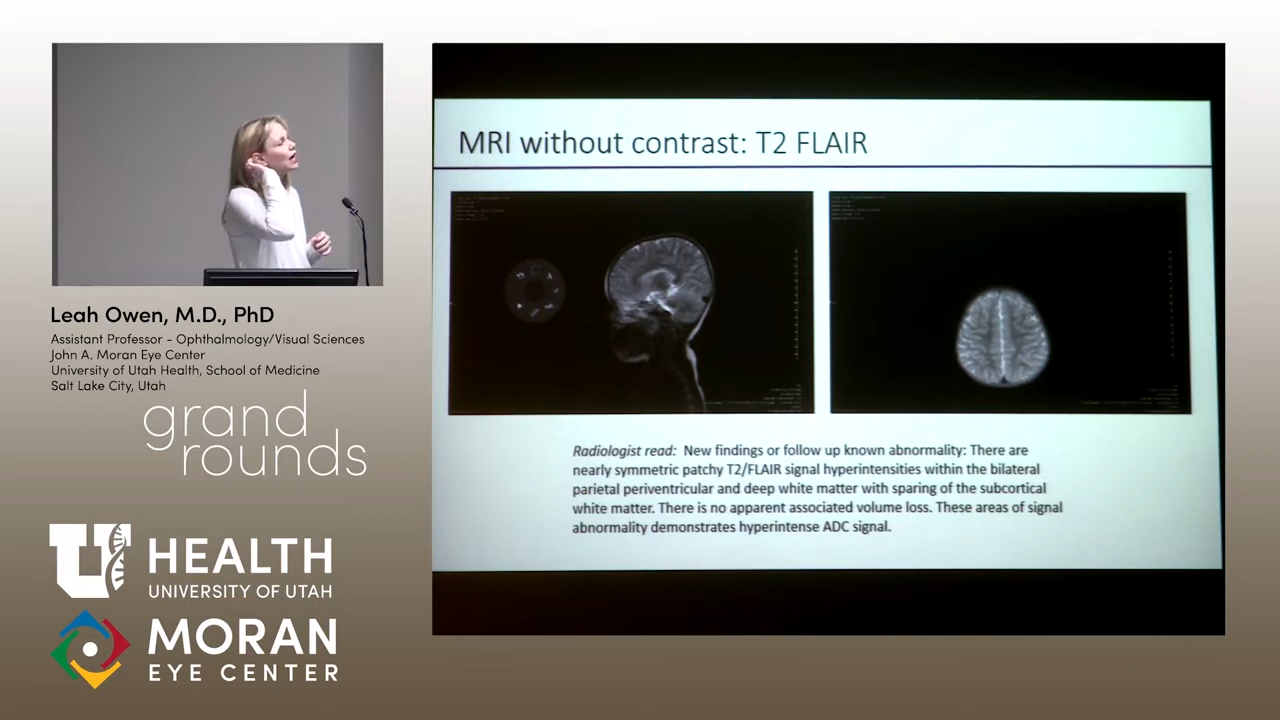 MRI without contrast: T2 FLAIR
Radiologist read: New findings or follow up known abnormality: There are
nearly symmetric patchy T2/FLAIR signal hyperintensities within the bilateral
parietal periventricular and deep white matter with sparing of the subcortical
white matter. There is no apparent associated volume loss. These areas of signal
abnormality demonstrates hyperintense ADC signal.
Leah Owen, M.D., PhD
Assistant Professor - Ophthalmology/Visual Sciences
John A. Moran Eye Center
University of Utah Health, School of Medicine
Salt Lake City, Utah
grand
rounds
U HEALTH
UNIVERSITY OF UTAH
MORAN
EYE CENTER